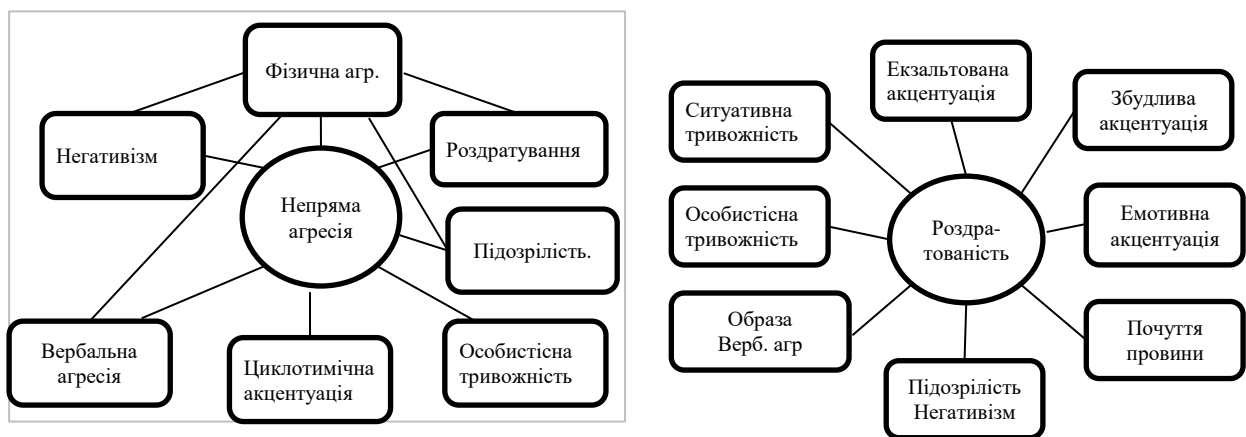 Фізична агр.
Негативізм
Роздратування
Непряма
агресія
Підозрілість.
Вербальна
агресія
Циклотимічна
акцентуація
Особистісна
тривожність
Екзальтована
акцентуація
Ситуативна
тривожність
Збудлива
акцентуація
Особистісна
тривожність
Роздра-
тованість
Емотивна
акцентуація
Образа
Верб. агр
Почуття
провини
Підозрілість
Негативізм